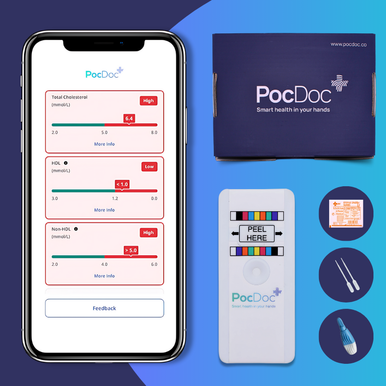 PocDoc
Total Cholesterol
(mmol/L)
High
6.4
2.0 5.0 8.0
More info
HDL
(mmol/L)
Low
< 1.0
3.0 1.2 0.0
More info
Non-HDL
(mmol/L)
High
> 5.0
2.0 4.0 6.0
More info
Feedback
www.pocdoc.co
PocDoc
Smart health in your hands
PEEL
HERE
PocDoc
Smart health in your hands